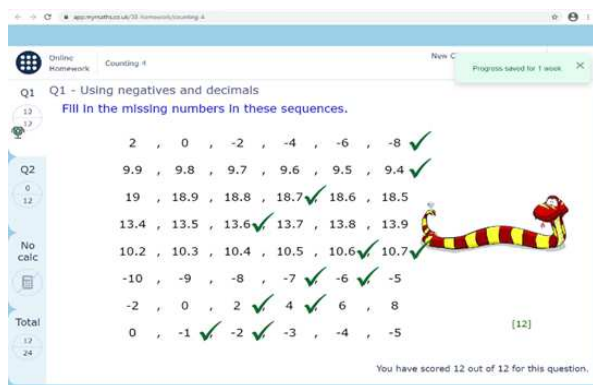 app.mymaths.co.uk/38-homework/counting-4
Online
Homework
Counting 4
New C
Progress saved for 1 week
Q1
12
12
Q1 - Using negatives and decimals
Fill in the missing numbers in these sequences.
2 , 0 , -2 , -4 , -6 , -8
9.9 , 9.8 , 9.7 , 9.6 , 9.5 , 9.4
19 , 18.9 , 18.8 , 18.7 , 18.6 , 18.5
13.4 , 13.5 , 13.6 , 13.7 , 13.8 , 13.9
10.2 , 10.3 , 10.4 , 10.5 , 10.6 , 10.7
-10 , -9 , -8 , -7 , -6 , -5
-2 , 0 , 2 , 4 , 6 , 8
0 , -1 , -2 , -3 , -4 , -5
Q2
0
12
No
calc
Total
12
24
[12]
You have scored 12 out of 12 for this question.